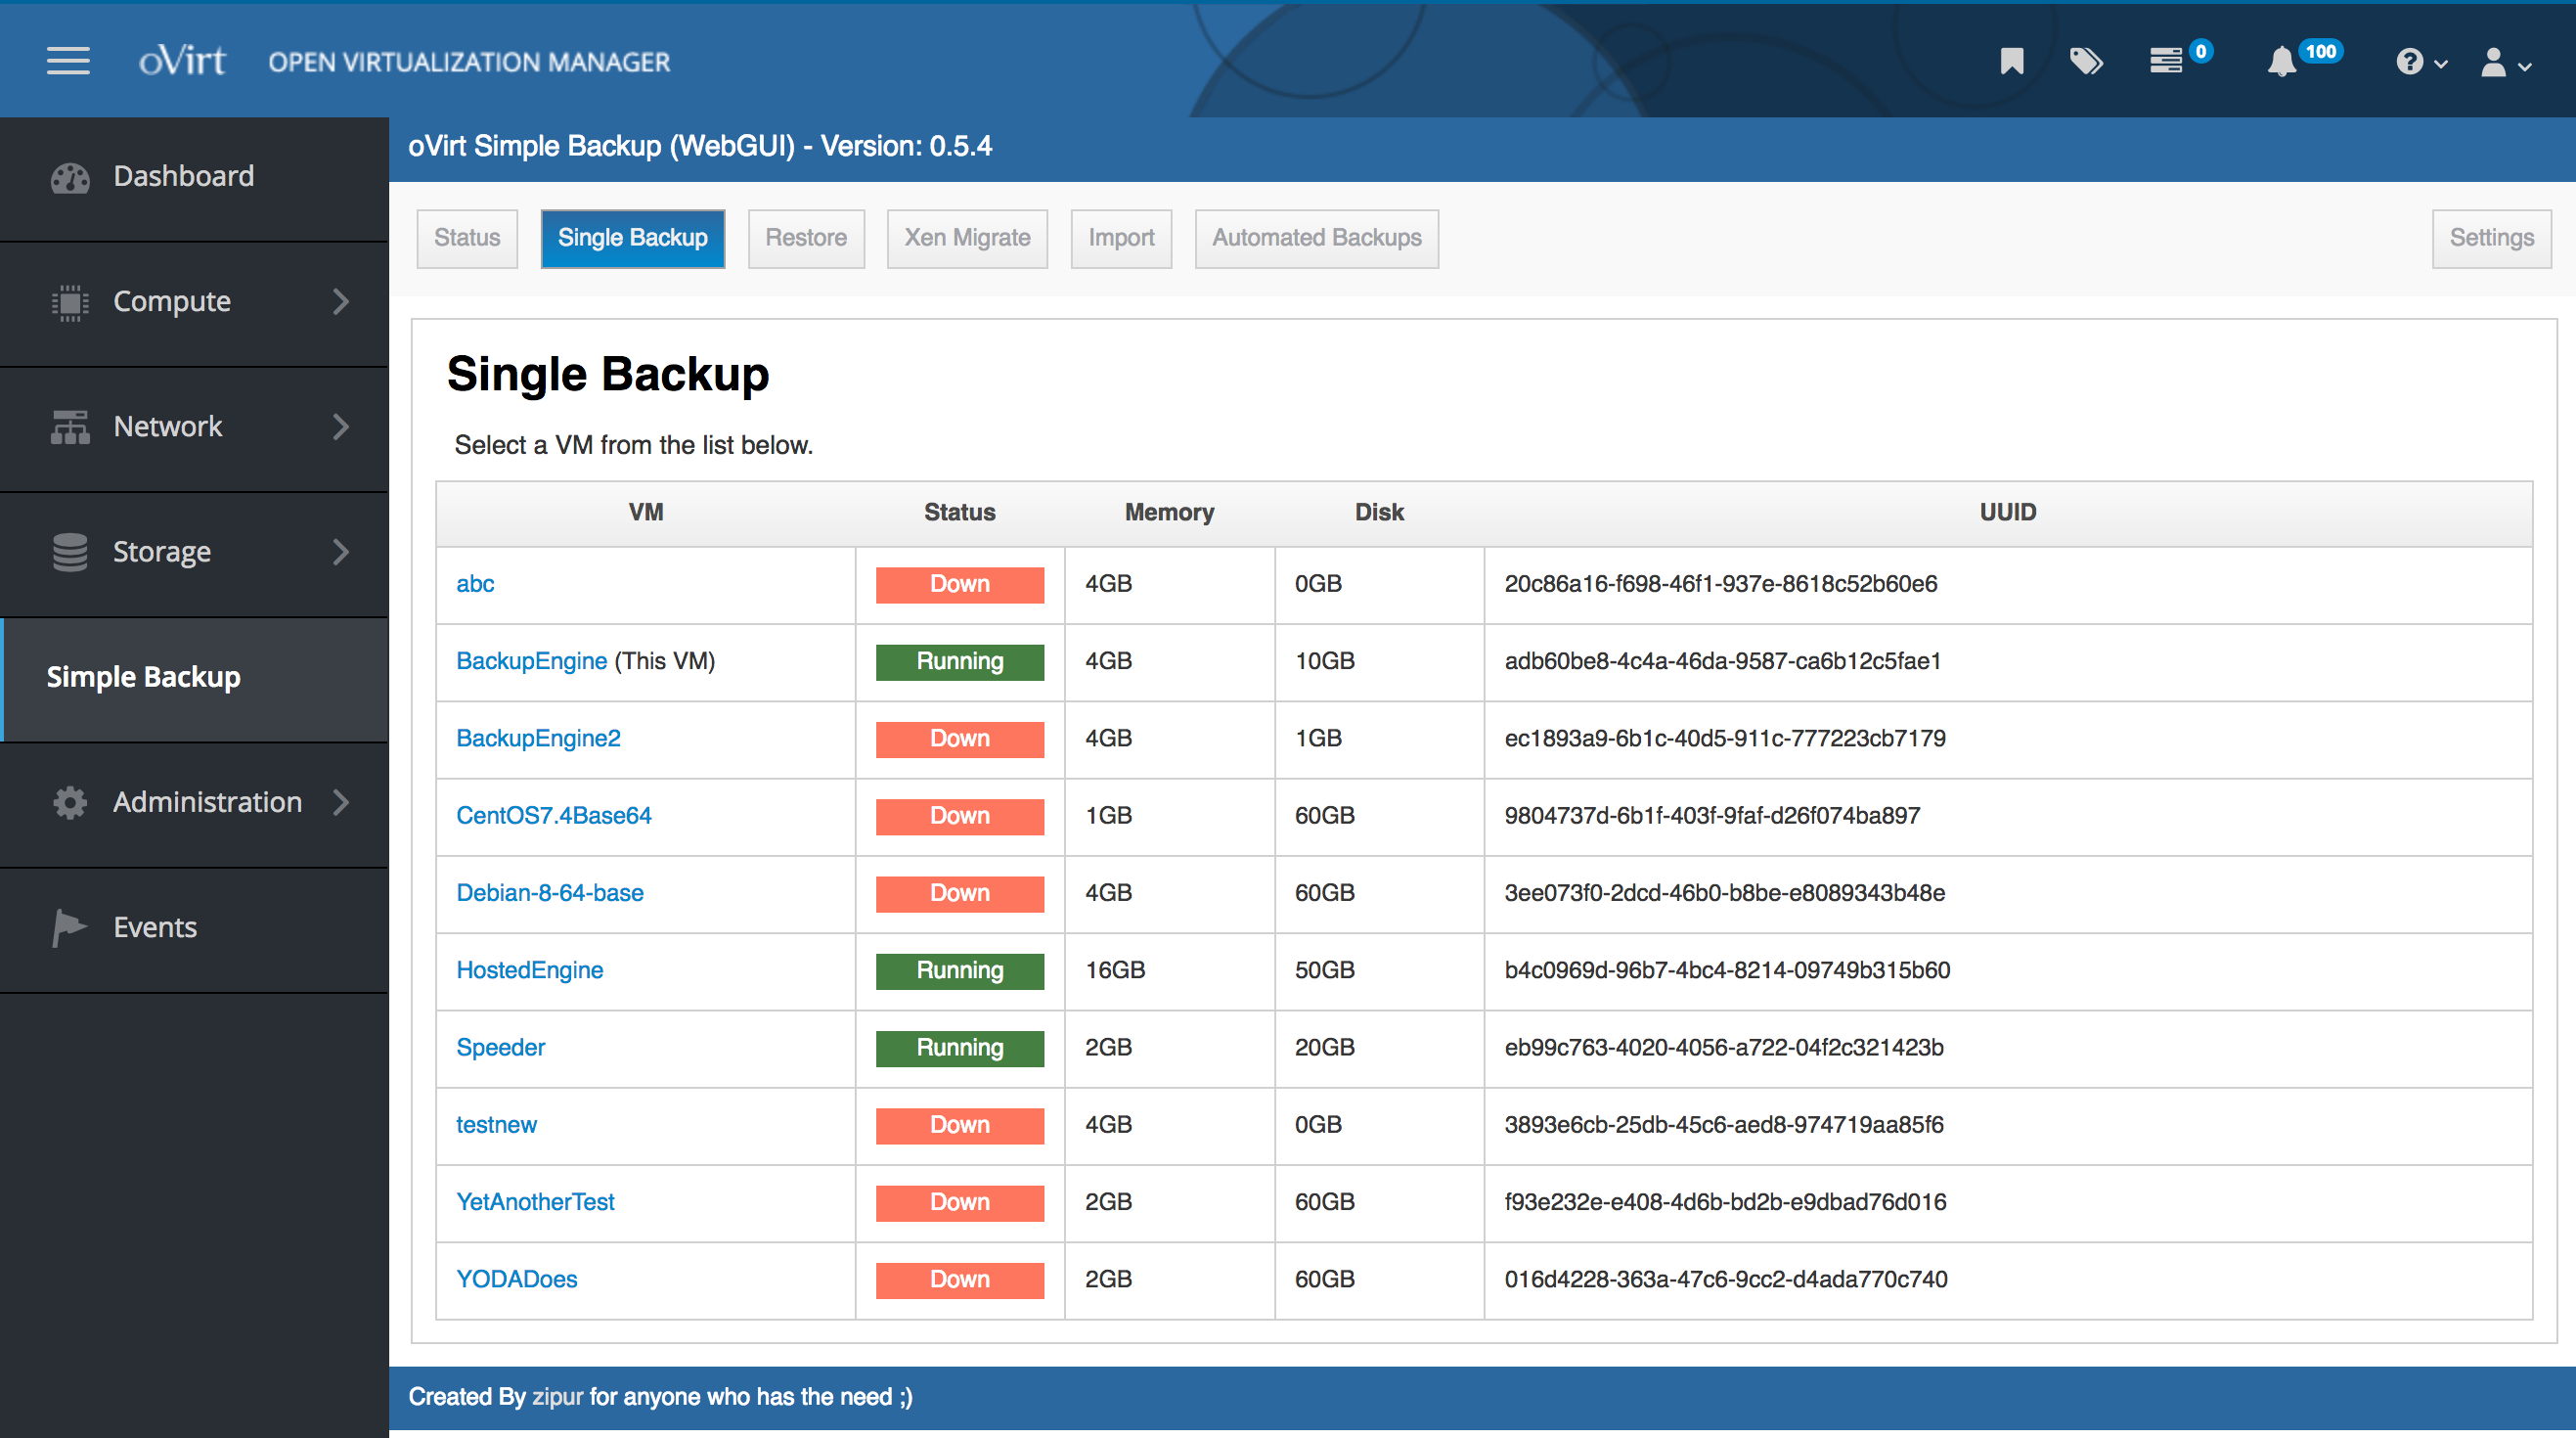 oVirt OPEN VIRTUALIZATION MANAGER 0 100
oVirt Simple Backup (WebGUI) - Version: 0.5.4
Dashboard
Compute
Network
Storage
Simple Backup
Administration
Events
Status Single Backup Restore Xen Migrate Import Automated Backups Settings
Single Backup
Select a VM from the list below.
VM Status Memory Disk UUID
abc Down 4GB 0GB 20c86a16-f698-46f1-937e-8618c52b60e6
BackupEngine (This VM) Running 4GB 10GB adb60be8-4c4a-46da-9587-ca6b12c5fae1
BackupEngine2 Down 4GB 1GB ec1893a9-6b1c-40d5-911c-777223cb7179
CentOS7.4Base64 Down 1GB 60GB 9804737d-6b1f-403f-9faf-d26f074ba897
Debian-8-64-base Down 4GB 60GB 3ee073f0-2dcd-46b0-b8be-e8089343b48e
HostedEngine Running 16GB 50GB b4c0969d-96b7-4bc4-8214-09749b315b60
Speeder Running 2GB 20GB eb99c763-4020-4056-a722-04f2c321423b
testnew Down 4GB 0GB 3893e6cb-25db-45c6-aed8-974719aa85f6
YetAnotherTest Down 2GB 60GB f93e232e-e408-4d6b-bd2b-e9dbad76d016
YODADoes Down 2GB 60GB 016d4228-363a-47c6-9cc2-d4ada770c740
Created By zipur for anyone who has the need ;)